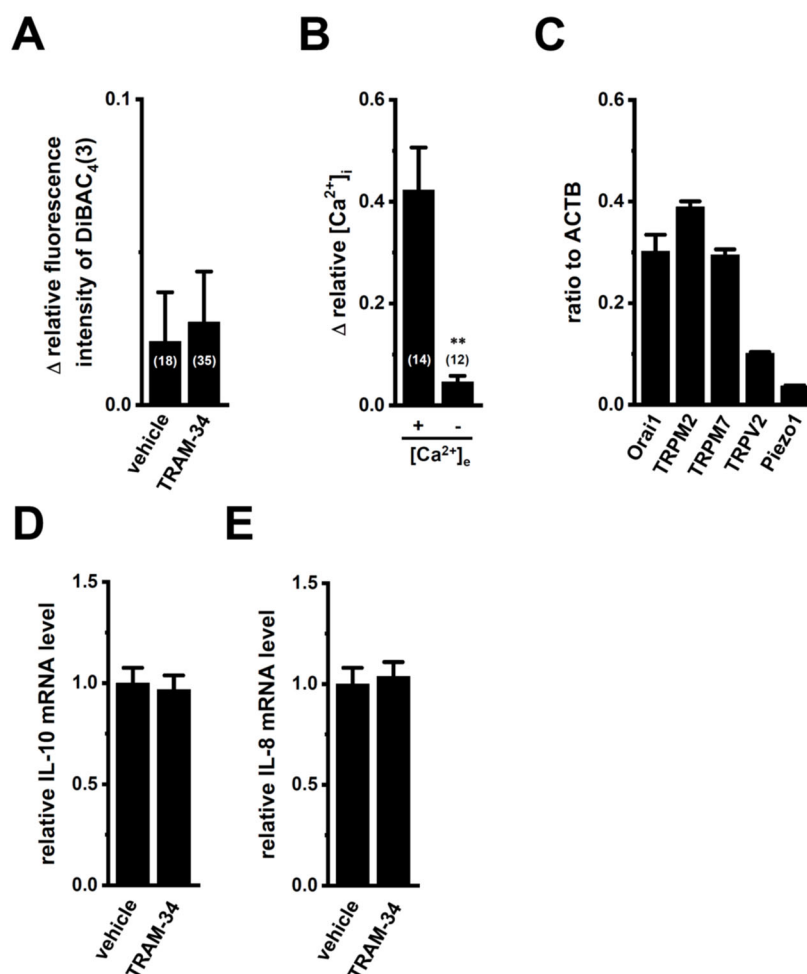 A
Δ relative fluorescence
intensity of DiBAC₄(3)
0.1
0.0
(18)
(35)
vehicle
TRAM-34
B
Δ relative [Ca²⁺]ᵢ
0.6
0.4
0.2
0.0
(14)
**
(12)
+
-
[Ca²⁺]ₑ
C
ratio to ACTB
0.6
0.4
0.2
0.0
Orai1
TRPM2
TRPM7
TRPV2
Piezo1
D
relative IL-10 mRNA level
1.5
1.0
0.5
0.0
vehicle
TRAM-34
E
relative IL-8 mRNA level
1.5
1.0
0.5
0.0
vehicle
TRAM-34